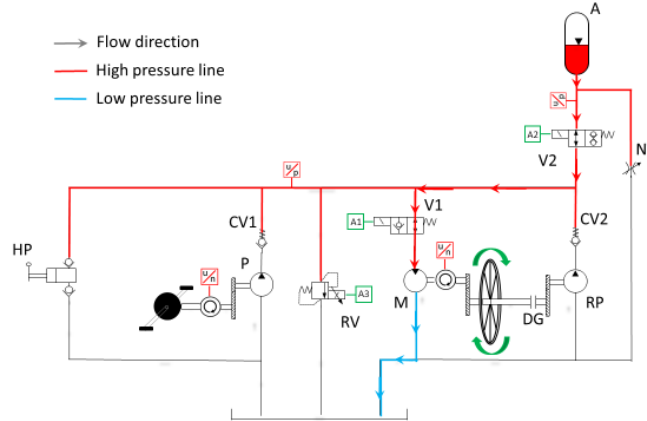 A
Flow direction
High pressure line
Low pressure line
u
p
A2
V2
N
u
p
CV1
V1
A1
CV2
HP
P
u
n
u
n
A3
RV
M
DG
RP